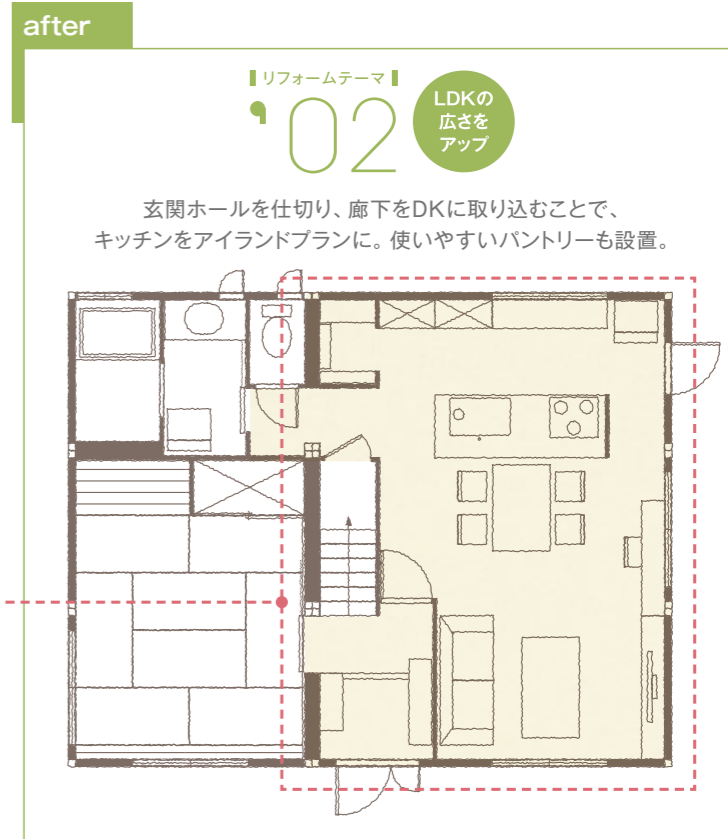 after
リフォームテーマ
'02
LDKの
広さを
アップ
玄関ホールを仕切り、廊下をDKに取り込むことで、
キッチンをアイランドプランに。使いやすいパントリーも設置。